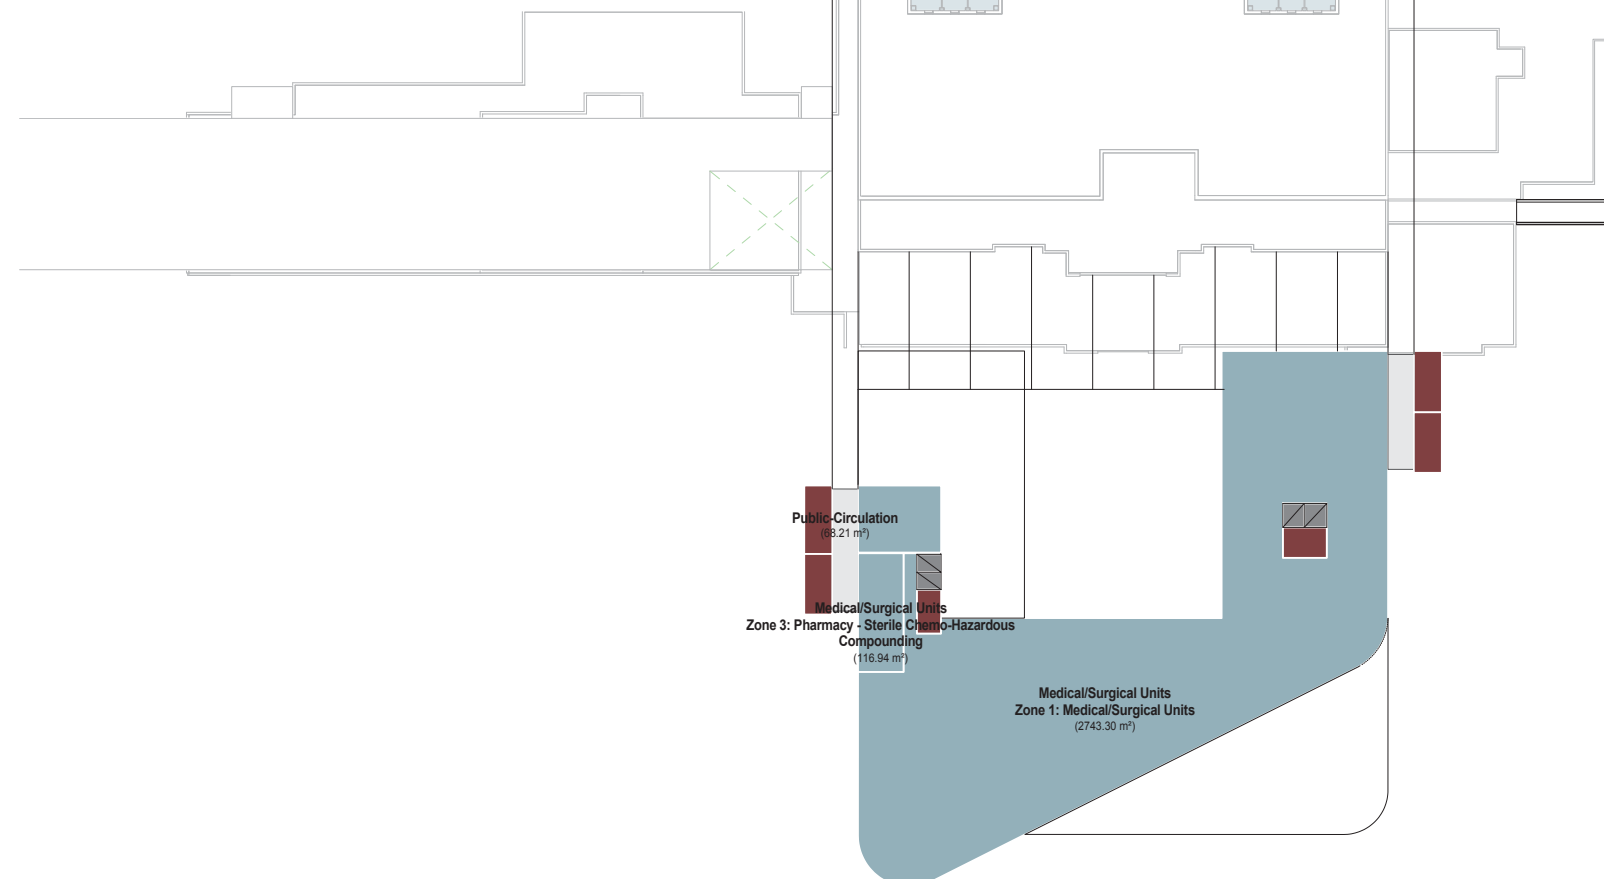 Public-Circulation
(68.21 m²)
Medical/Surgical Units
Zone 3: Pharmacy - Sterile Chemo-Hazardous
Compounding
(116.94 m²)
Medical/Surgical Units
Zone 1: Medical/Surgical Units
(2743.30 m²)